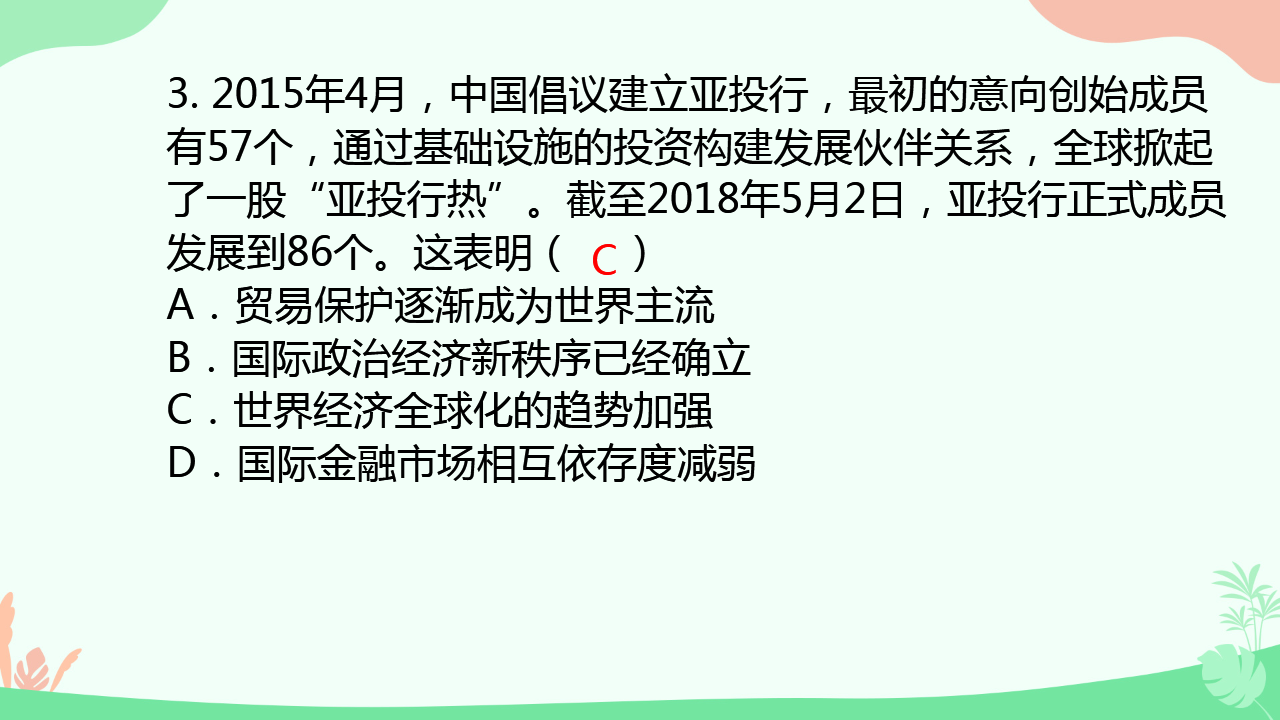 3. 2015年4月，中国倡议建立亚投行，最初的意向创始成员
有57个，通过基础设施的投资构建发展伙伴关系，全球掀起
了一股“亚投行热”。截至2018年5月2日，亚投行正式成员
发展到86个。这表明（ C ）
A．贸易保护逐渐成为世界主流
B．国际政治经济新秩序已经确立
C．世界经济全球化的趋势加强
D．国际金融市场相互依存度减弱